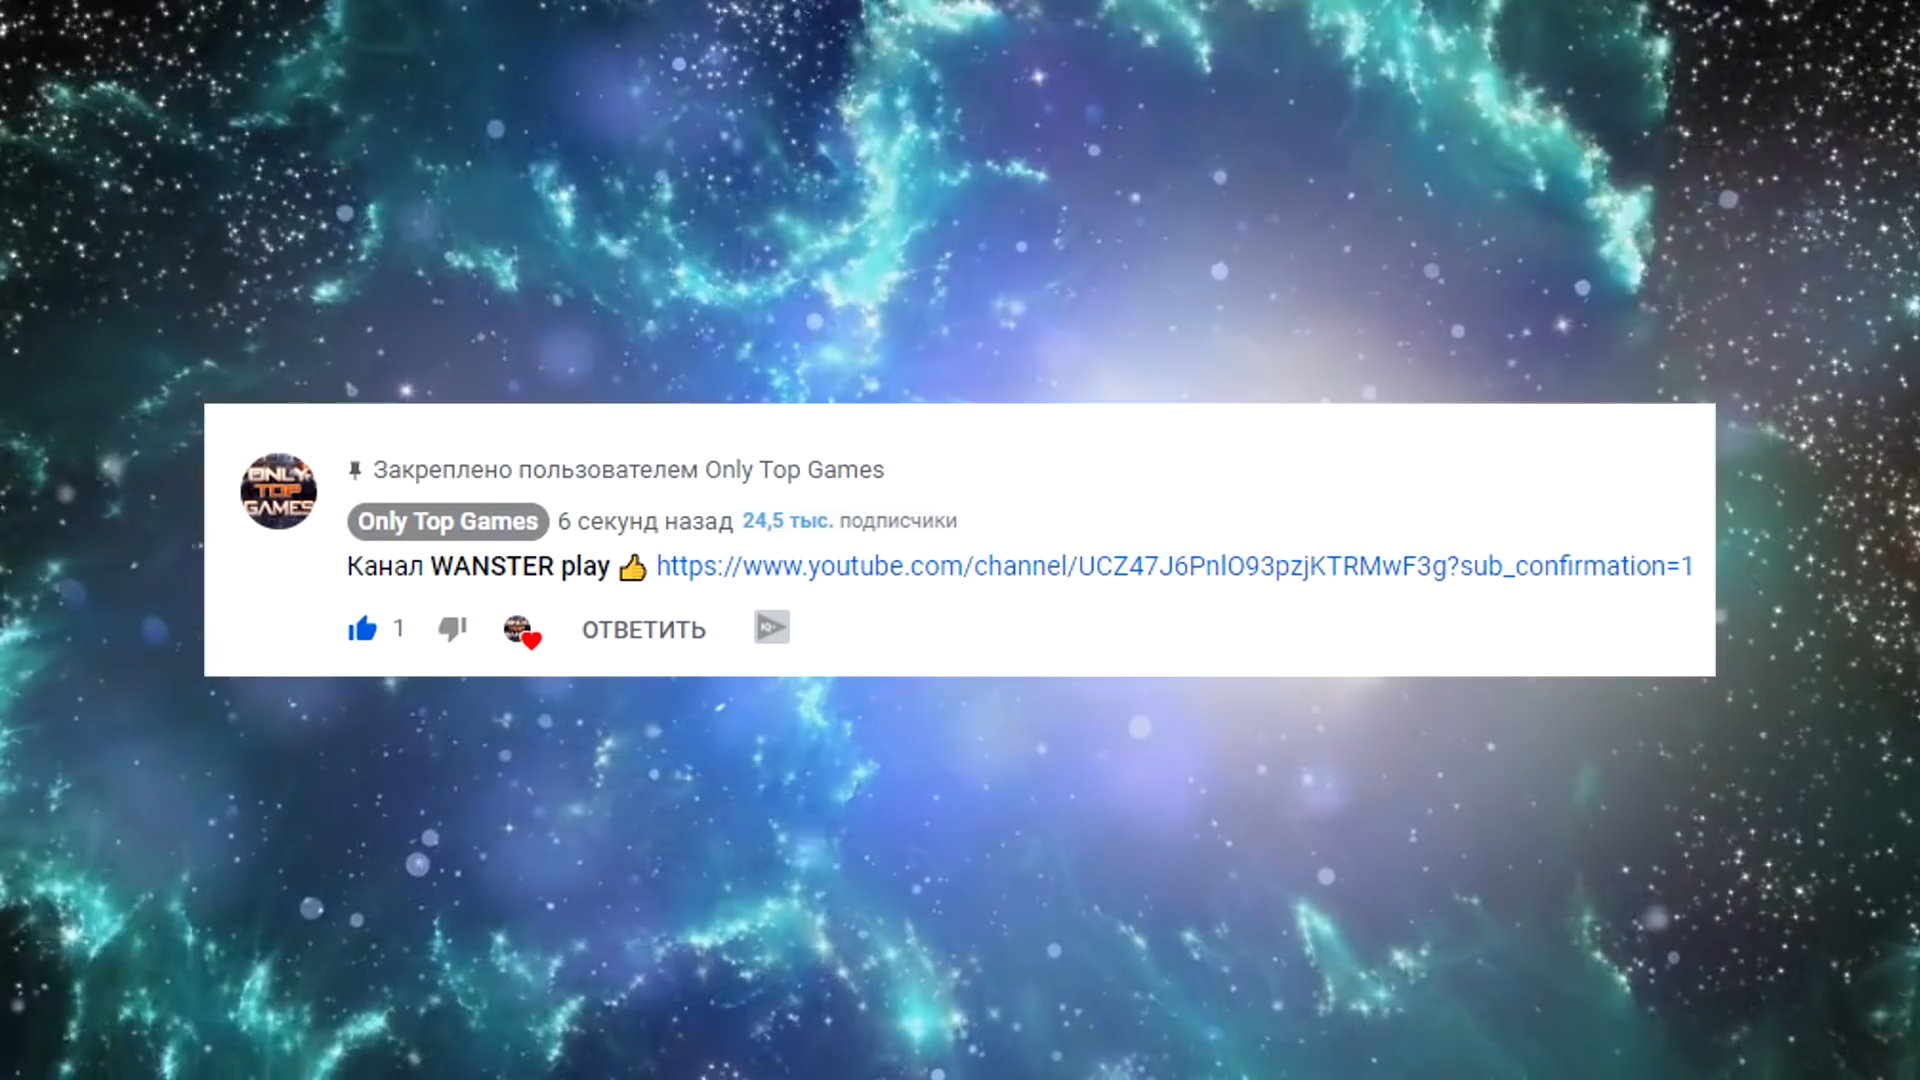 ONLY
TOP
GAMES
Закреплено пользователем Only Top Games
Only Top Games 6 секунд назад 24,5 тыс. подписчики
Канал WANSTER play 👍 https://www.youtube.com/channel/UCZ47J6PnlO93pzjKTRMwF3g?sub_confirmation=1
1 ОТВЕТИТЬ